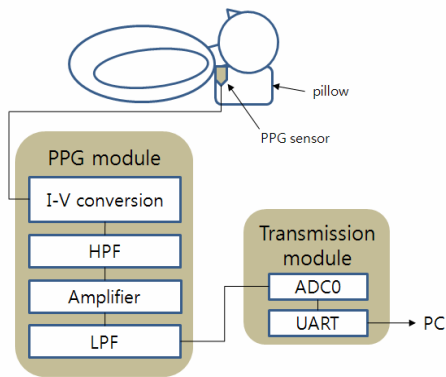 pillow
PPG sensor
PPG module
I-V conversion
HPF
Amplifier
LPF
Transmission
module
ADC0
UART
PC